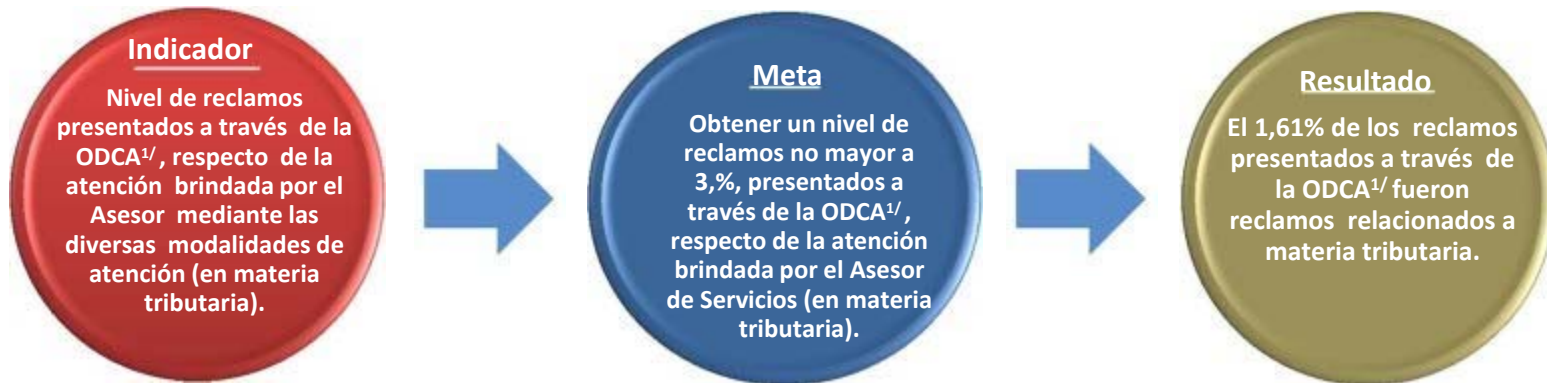 Indicador
Nivel de reclamos
presentados a través de la
ODCA1/, respecto de la
atención brindada por el
Asesor mediante las
diversas modalidades de
atención (en materia
tributaria).
Meta
Obtener un nivel de
reclamos no mayor a
3,%, presentados a
través de la ODCA1/,
respecto de la atención
brindada por el Asesor
de Servicios (en materia
tributaria).
Resultado
El 1,61% de los reclamos
presentados a través de
la ODCA1/ fueron
reclamos relacionados a
materia tributaria.